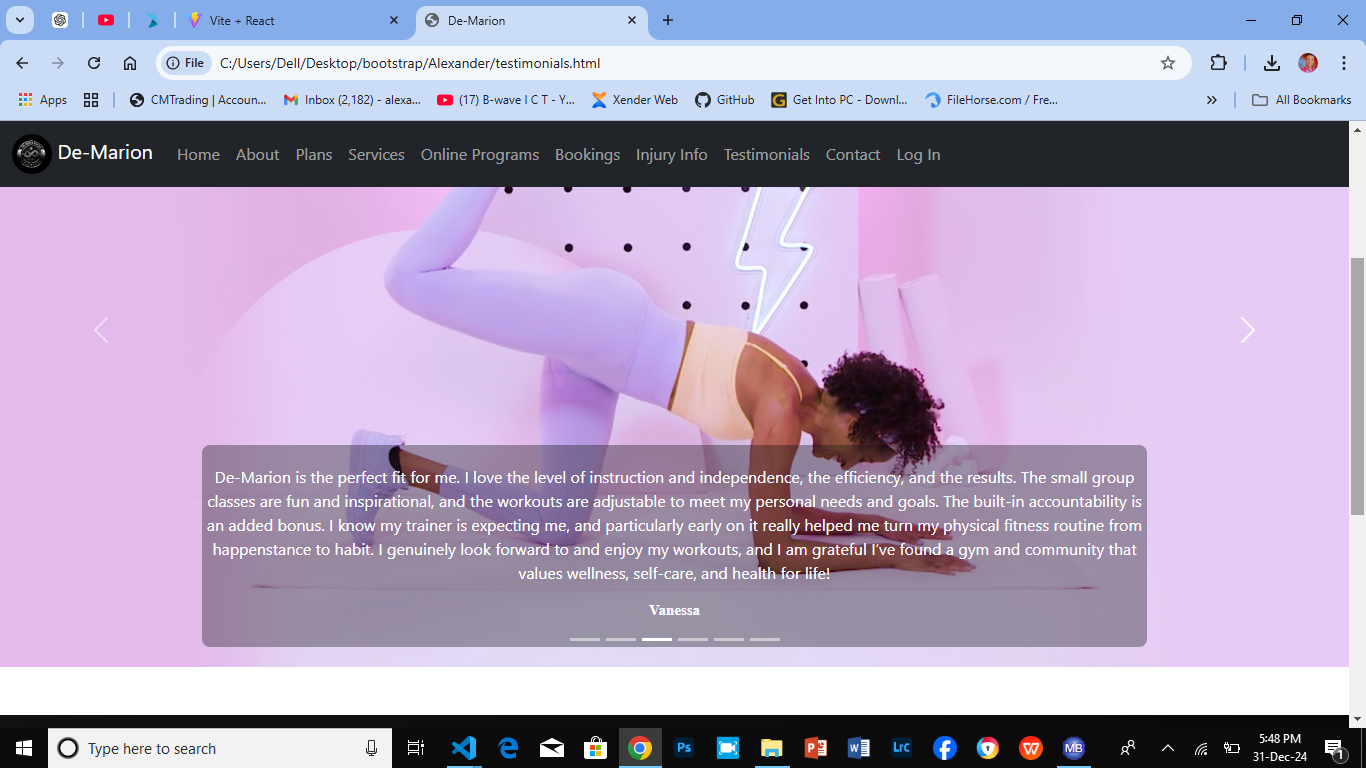 Vite + React
De-Marion
File
C:/Users/Dell/Desktop/bootstrap/Alexander/testimonials.html
Apps
CMTrading | Accoun...
Inbox (2,182) - alexa...
(17) B-wave I C T - Y...
Xender Web
GitHub
Get Into PC - Downl...
FileHorse.com / Fre...
All Bookmarks
De-Marion
Home
About
Plans
Services
Online Programs
Bookings
Injury Info
Testimonials
Contact
Log In
De-Marion is the perfect fit for me. I love the level of instruction and independence, the efficiency, and the results. The small group
classes are fun and inspirational, and the workouts are adjustable to meet my personal needs and goals. The built-in accountability is
an added bonus. I know my trainer is expecting me, and particularly early on it really helped me turn my physical fitness routine from
happenstance to habit. I genuinely look forward to and enjoy my workouts, and I am grateful I’ve found a gym and community that
values wellness, self-care, and health for life!
Vanessa
Type here to search
Ps
Lrc
MB
5:48 PM
31-Dec-24
1